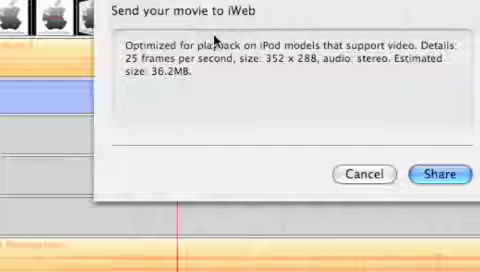 Send your movie to iWeb
Optimized for playback on iPod models that support video. Details:
25 frames per second, size: 352 x 288, audio: stereo. Estimated
size: 36.2MB.
Cancel
Share